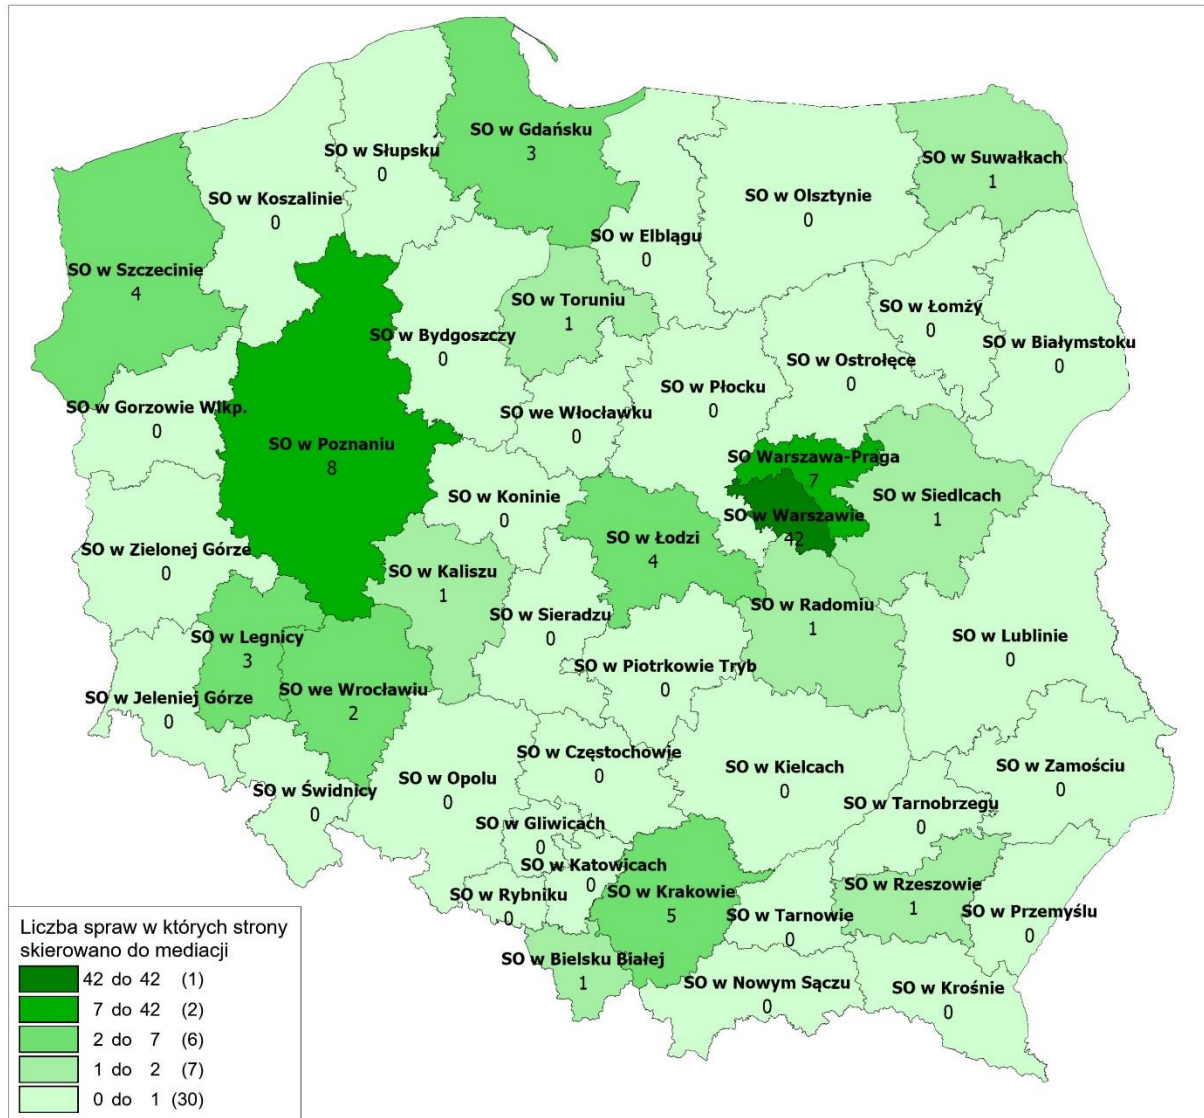 SO w Gdańsku
3
SO w Słupsku
0
SO w Suwałkach
1
SO w Koszalinie
0
SO w Olsztynie
0
SO w Elblągu
0
SO w Szczecinie
4
SO w Toruniu
1
SO w Łomży
0
SO w Bydgoszczy
0
SO w Białymstoku
0
SO w Ostrołęce
0
SO w Płocku
0
SO w Gorzowie Wlkp.
0
SO we Włocławku
0
SO w Poznaniu
8
SO Warszawa-Praga
7
SO w Koninie
0
SO w Siedlcach
1
SO w Warszawie
42
SO w Łodzi
4
SO w Zielonej Górze
0
SO w Kaliszu
1
SO w Radomiu
1
SO w Sieradzu
0
SO w Legnicy
3
SO w Lublinie
0
SO w Piotrkowie Tryb
0
SO we Wrocławiu
2
SO w Jeleniej Górze
0
SO w Częstochowie
0
SO w Kielcach
0
SO w Zamościu
0
SO w Opolu
0
SO w Świdnicy
0
SO w Tarnobrzegu
0
SO w Gliwicach
0
SO w Katowicach
0
SO w Rybniku
0
SO w Krakowie
5
SO w Rzeszowie
1
SO w Tarnowie
0
SO w Przemyślu
0
SO w Bielsku Białej
1
SO w Nowym Sączu
0
SO w Krośnie
0
Liczba spraw w których strony
skierowano do mediacji
42 do 42 (1)
7 do 42 (2)
2 do 7 (6)
1 do 2 (7)
0 do 1 (30)